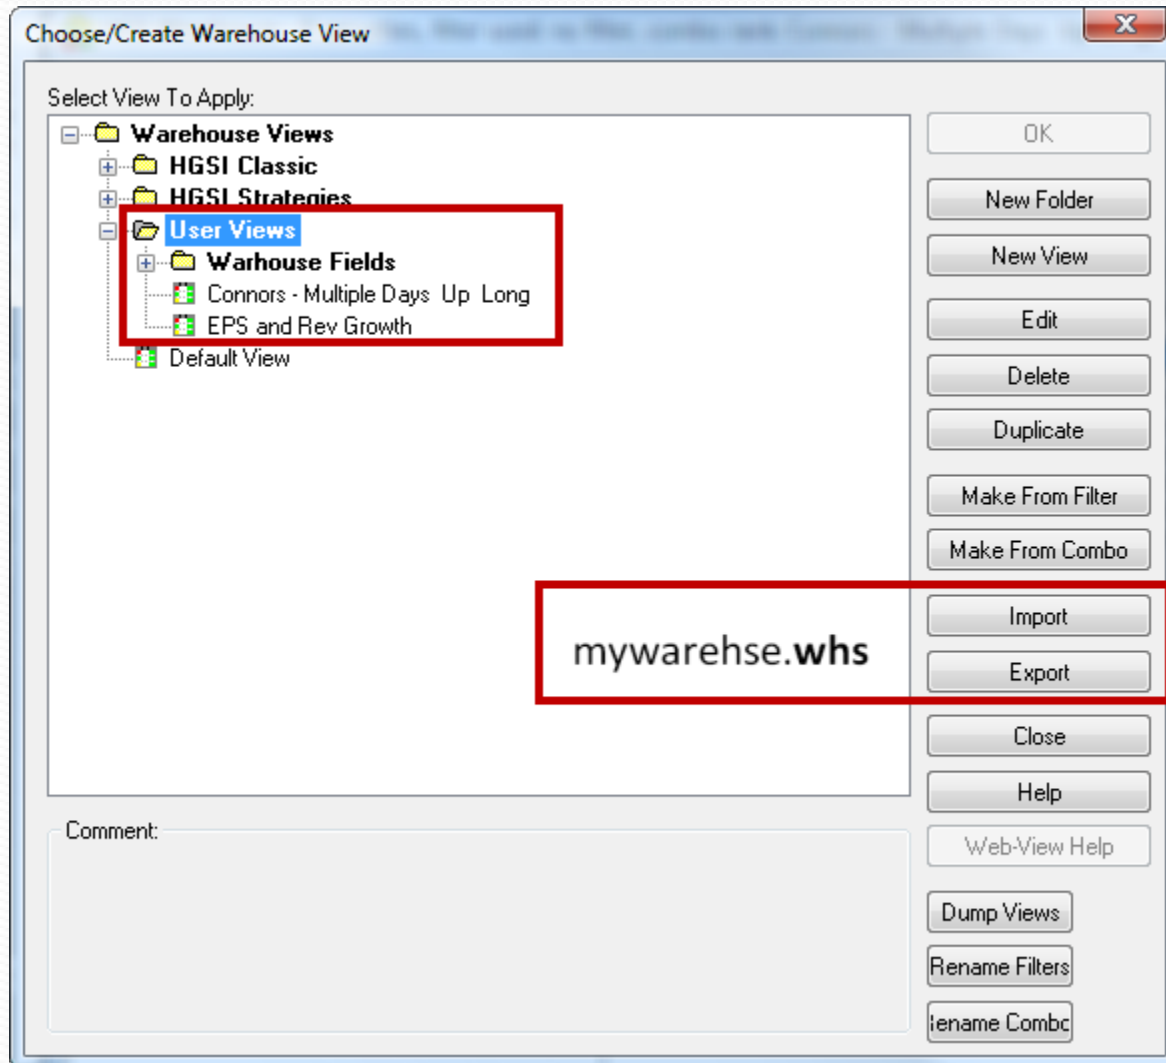 Choose/Create Warehouse View
Select View To Apply:
Warehouse Views
HGSI Classic
HGSI Strategies
User Views
Warhouse Fields
Connors - Multiple Days Up Long
EPS and Rev Growth
Default View
OK
New Folder
New View
Edit
Delete
Duplicate
Make From Filter
Make From Combo
mywarehse.whs
Import
Export
Close
Help
Comment:
Web-View Help
Dump Views
Rename Filters